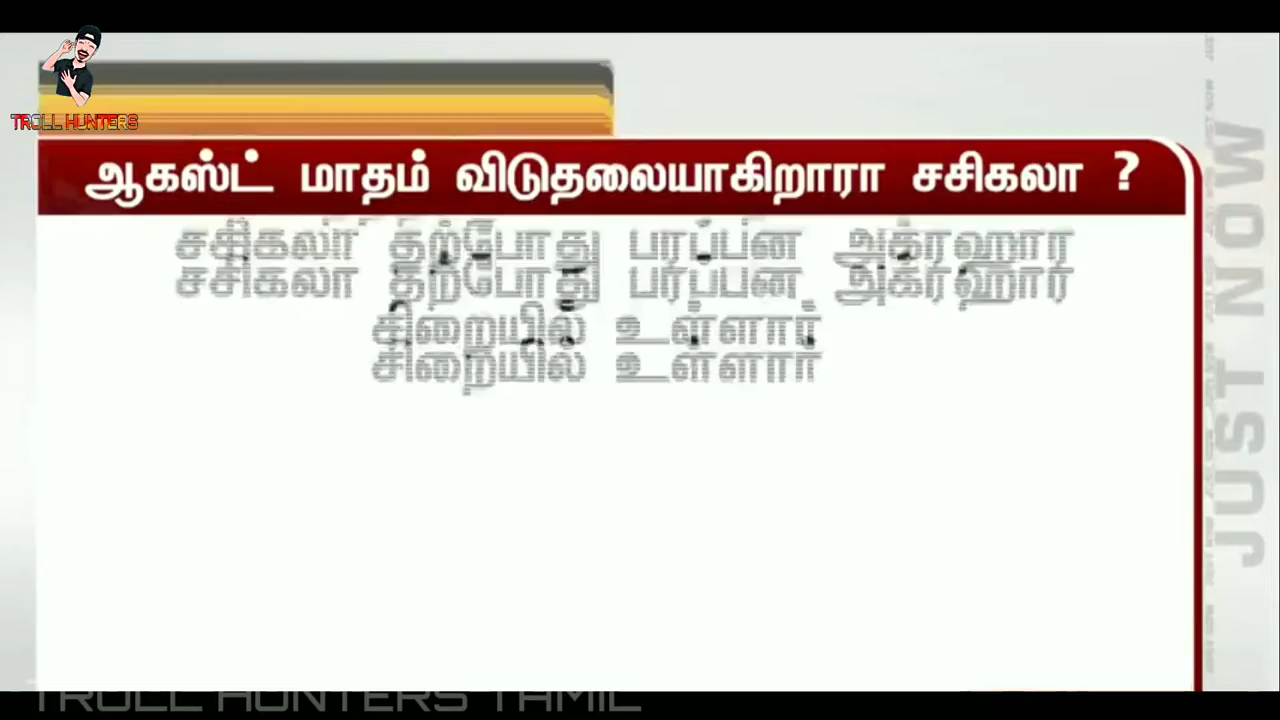 TROLL HUNTERS
ஆகஸ்ட் மாதம் விடுதலையாகிறாரா சசிகலா ?
சசிகலா தற்போது பரப்பன அக்ரஹார
சிறையில் உள்ளார்
JUST NOW
TROLL HUNTERS TAMIL